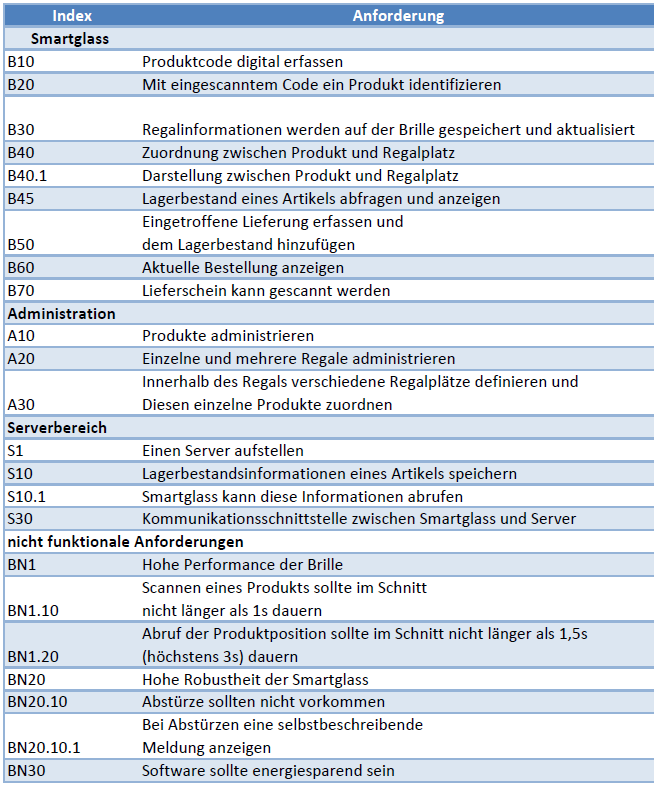 Index Anforderung
Smartglass
B10 Produktcode digital erfassen
B20 Mit eingescanntem Code ein Produkt identifizieren
B30 Regalinformationen werden auf der Brille gespeichert und aktualisiert
B40 Zuordnung zwischen Produkt und Regalplatz
B40.1 Darstellung zwischen Produkt und Regalplatz
B45 Lagerbestand eines Artikels abfragen und anzeigen
Eingetroffene Lieferung erfassen und
B50 dem Lagerbestand hinzufügen
B60 Aktuelle Bestellung anzeigen
B70 Lieferschein kann gescannt werden
Administration
A10 Produkte administrieren
A20 Einzelne und mehrere Regale administrieren
Innerhalb des Regals verschiedene Regalplätze definieren und
A30 Diesen einzelne Produkte zuordnen
Serverbereich
S1 Einen Server aufstellen
S10 Lagerbestandsinformationen eines Artikels speichern
S10.1 Smartglass kann diese Informationen abrufen
S30 Kommunikationsschnittstelle zwischen Smartglass und Server
nicht funktionale Anforderungen
BN1 Hohe Performance der Brille
Scannen eines Produkts sollte im Schnitt
BN1.10 nicht länger als 1s dauern
Abruf der Produktposition sollte im Schnitt nicht länger als 1,5s
BN1.20 (höchstens 3s) dauern
BN20 Hohe Robustheit der Smartglass
BN20.10 Abstürze sollten nicht vorkommen
Bei Abstürzen eine selbstbeschreibende
BN20.10.1 Meldung anzeigen
BN30 Software sollte energiesparend sein